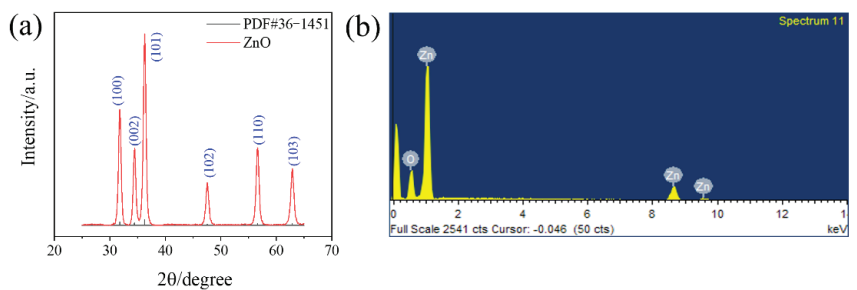 (a)
PDF#36-1451
ZnO
(100)
(002)
(101)
(102)
(110)
(103)
Intensity/a.u.
20 30 40 50 60 70
2θ/degree
(b)
Spectrum 11
Zn
O
Zn
Zn
0 2 4 6 8 10 12 14
Full Scale 2541 cts Cursor: -0.046 (50 cts) keV